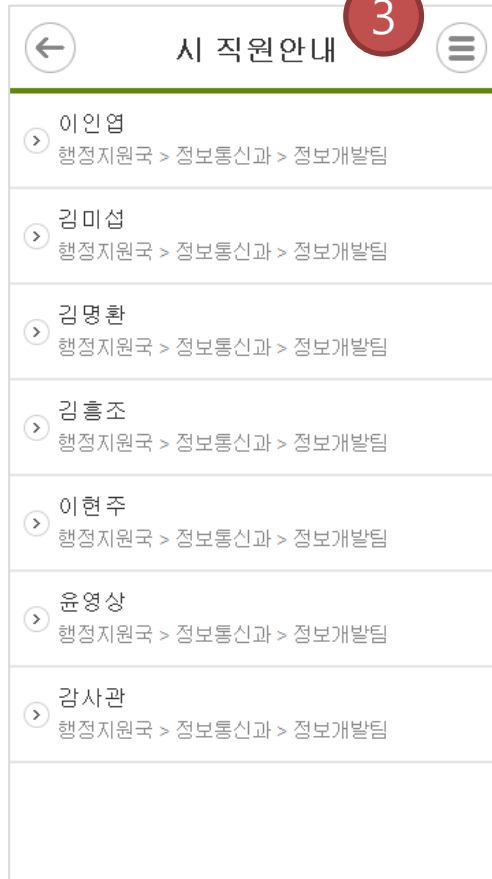 3
시 직원안내
이인엽
행정지원국 > 정보통신과 > 정보개발팀
김미섭
행정지원국 > 정보통신과 > 정보개발팀
김명환
행정지원국 > 정보통신과 > 정보개발팀
김흥조
행정지원국 > 정보통신과 > 정보개발팀
이현주
행정지원국 > 정보통신과 > 정보개발팀
윤영상
행정지원국 > 정보통신과 > 정보개발팀
감사관
행정지원국 > 정보통신과 > 정보개발팀